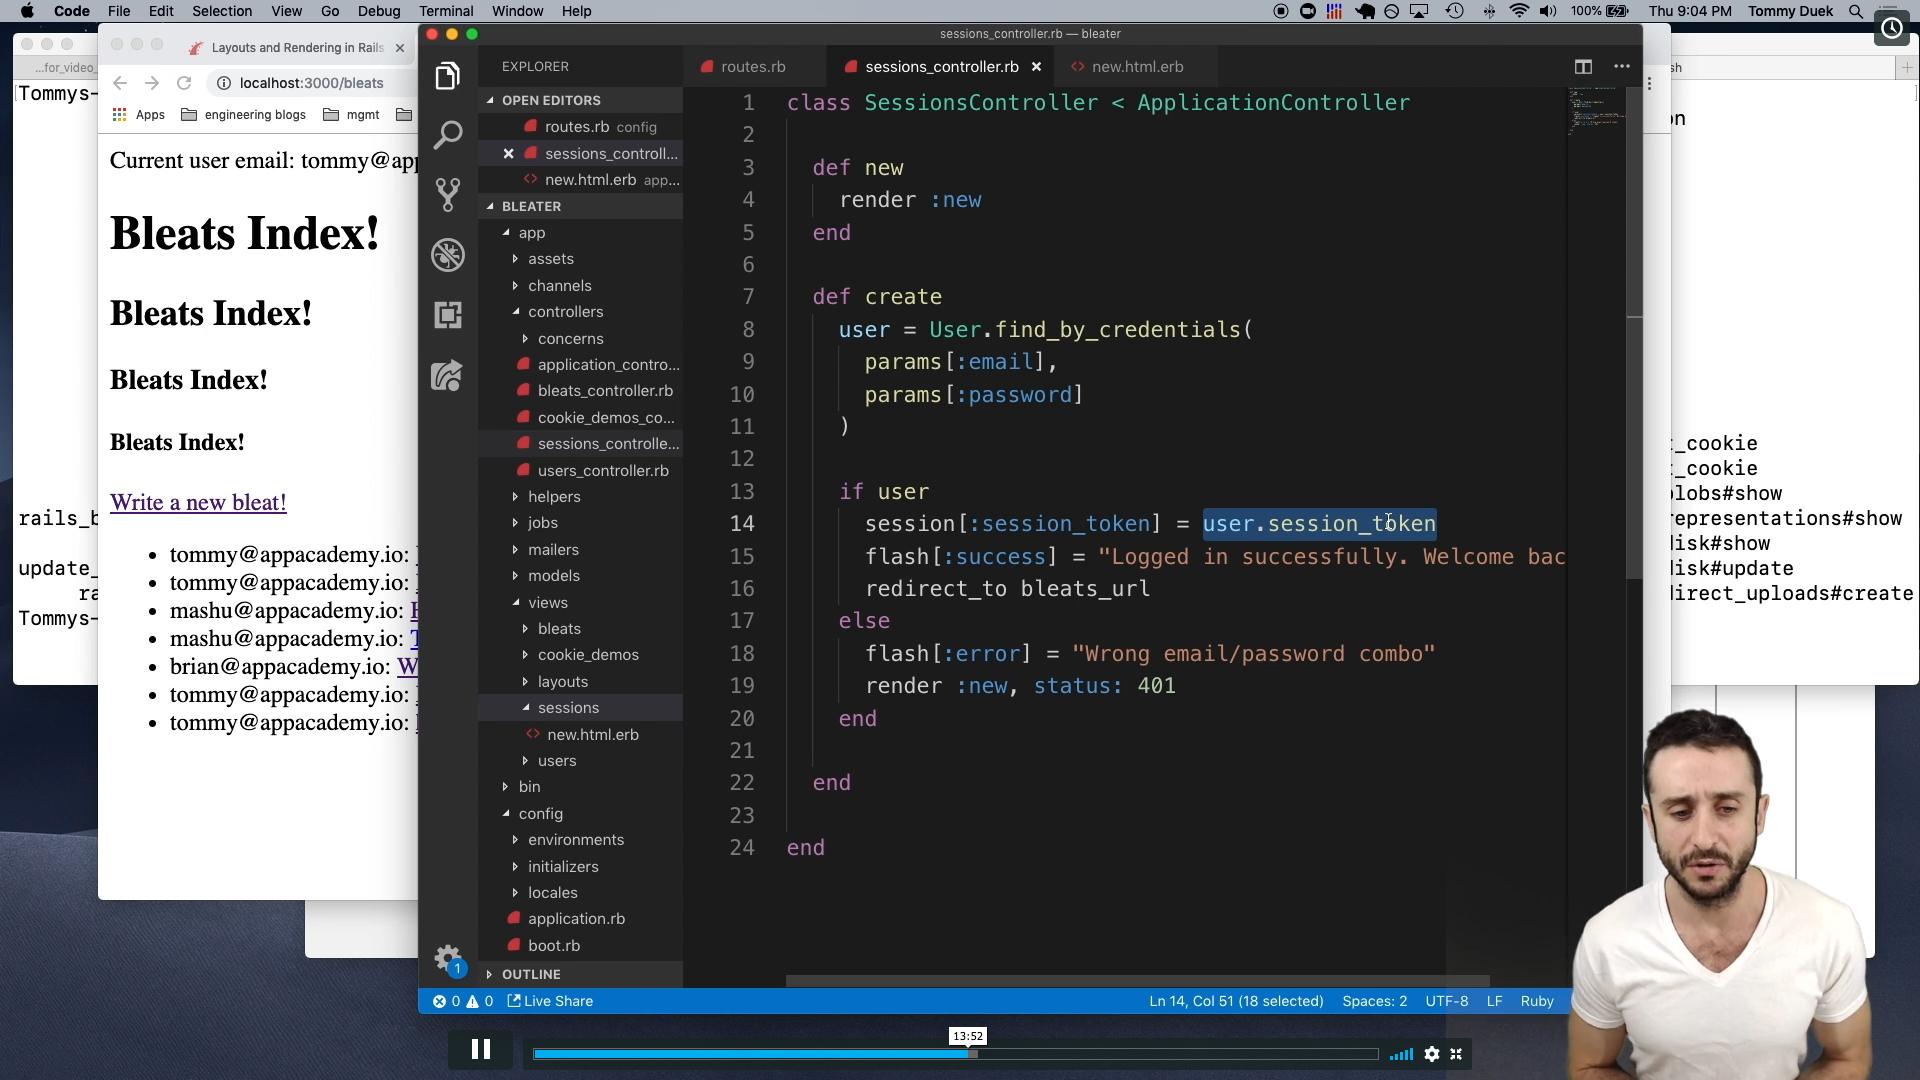 Code File Edit Selection View Go Debug Terminal Window Help
100% Thu 9:04 PM Tommy Duek
...for_video_
Layouts and Rendering in Rails
sessions_controller.rb — bleater
sh
localhost:3000/bleats
Apps engineering blogs mgmt
Tommys-
Current user email: tommy@app
Bleats Index!
Bleats Index!
Bleats Index!
Bleats Index!
Write a new bleat!
tommy@appacademy.io:
tommy@appacademy.io:
mashu@appacademy.io:
mashu@appacademy.io:
brian@appacademy.io: W
tommy@appacademy.io:
tommy@appacademy.io:
rails_b
update_
ra
Tommys-
EXPLORER
OPEN EDITORS
routes.rb config
sessions_controll...
new.html.erb app...
BLEATER
app
assets
channels
controllers
concerns
application_contro...
bleats_controller.rb
cookie_demos_co...
sessions_controlle...
users_controller.rb
helpers
jobs
mailers
models
views
bleats
cookie_demos
layouts
sessions
new.html.erb
users
bin
config
environments
initializers
locales
application.rb
boot.rb
OUTLINE
routes.rb sessions_controller.rb new.html.erb
1 class SessionsController < ApplicationController
2
3 def new
4 render :new
5 end
6
7 def create
8 user = User.find_by_credentials(
9 params[:email],
10 params[:password]
11 )
12
13 if user
14 session[:session_token] = user.session_token
15 flash[:success] = "Logged in successfully. Welcome bac
16 redirect_to bleats_url
17 else
18 flash[:error] = "Wrong email/password combo"
19 render :new, status: 401
20 end
21
22 end
23
24 end
n
t_cookie
t_cookie
lobs#show
representations#show
disk#show
disk#update
direct_uploads#create
1
0 0 Live Share
Ln 14, Col 51 (18 selected) Spaces: 2 UTF-8 LF Ruby
13:52